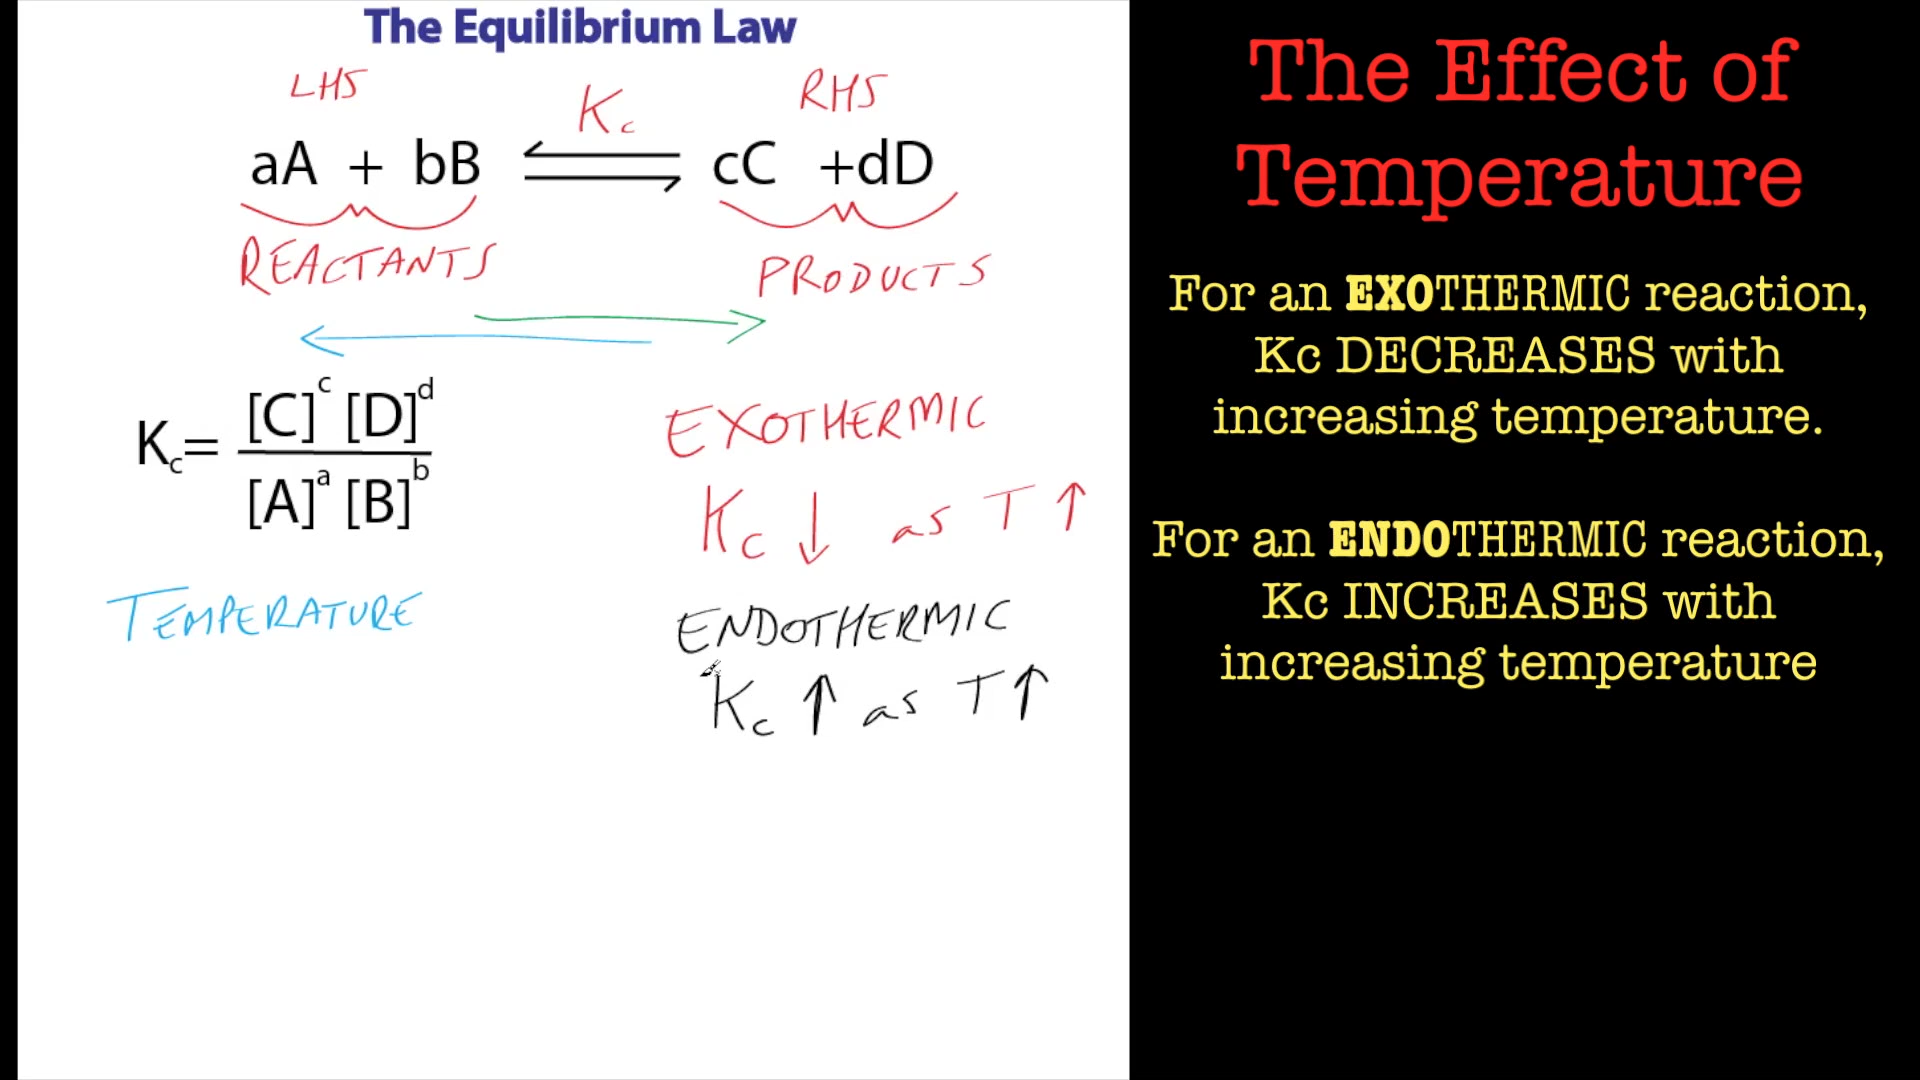 The Equilibrium Law
LHS
RHS
Kc
aA + bB ⇌ cC +dD
REACTANTS
PRODUCTS
Kc= [C]^c [D]^d
[A]^a [B]^b
EXOTHERMIC
Kc ↓ as T ↑
TEMPERATURE
ENDOTHERMIC
Kc ↑ as T ↑
The Effect of
Temperature
For an EXOTHERMIC reaction,
Kc DECREASES with
increasing temperature.
For an ENDOTHERMIC reaction,
Kc INCREASES with
increasing temperature